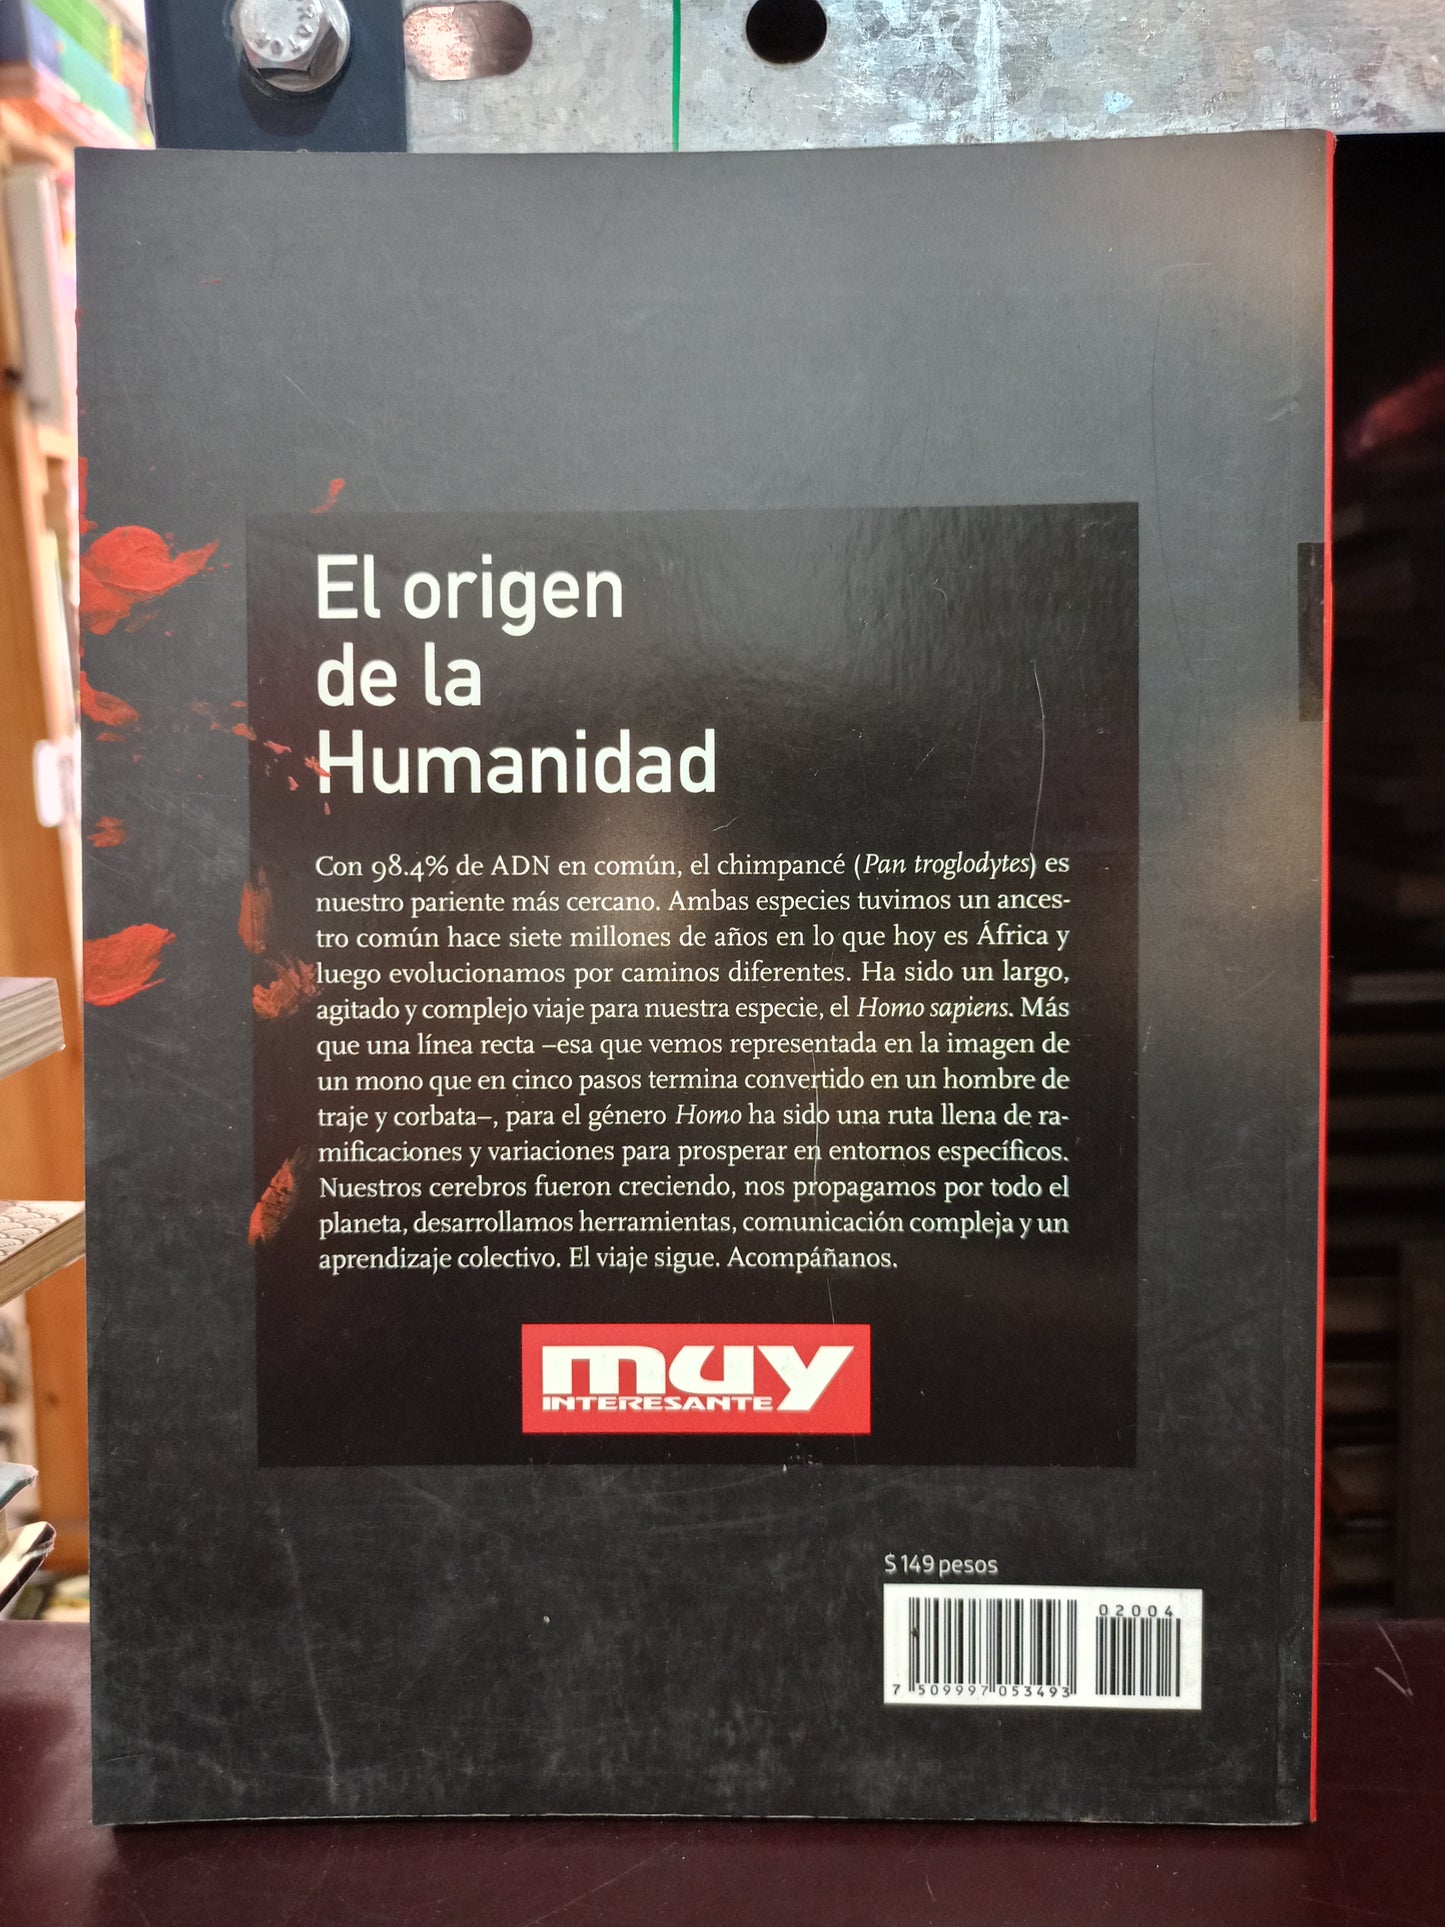 El origen
de la
Humanidad
Con 98.4% de ADN en común, el chimpancé (Pan troglodytes) es
nuestro pariente más cercano. Ambas especies tuvimos un ances-
tro común hace siete millones de años en lo que hoy es África y
luego evolucionamos por caminos diferentes. Ha sido un largo,
agitado y complejo viaje para nuestra especie, el Homo sapiens. Más
que una línea recta –esa que vemos representada en la imagen de
un mono que en cinco pasos termina convertido en un hombre de
traje y corbata–, para el género Homo ha sido una ruta llena de ra-
mificaciones y variaciones para prosperar en entornos específicos.
Nuestros cerebros fueron creciendo, nos propagamos por todo el
planeta, desarrollamos herramientas, comunicación compleja y un
aprendizaje colectivo. El viaje sigue. Acompáñanos.
muy
INTERESANTE
$ 149 pesos
02004
7 509997 053493